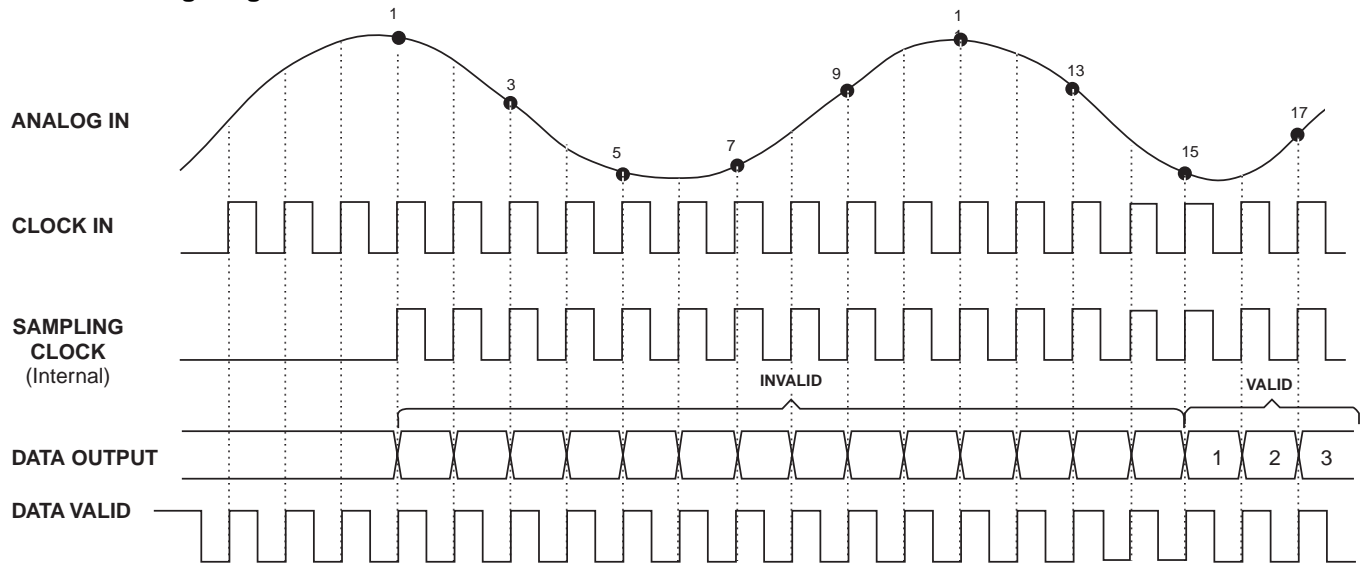 1
1
1
3
5
7
9
13
15
17
ANALOG IN
CLOCK IN
SAMPLING
CLOCK
(Internal)
INVALID
VALID
DATA OUTPUT
1
2
3
DATA VALID